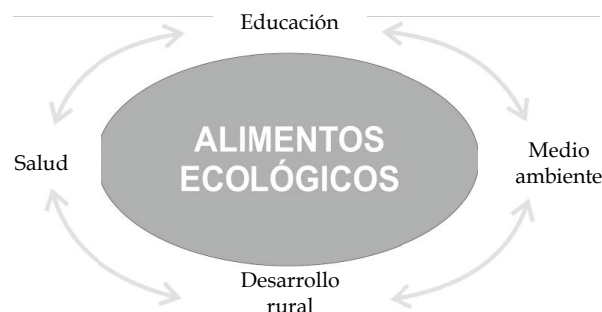 Educación
ALIMENTOS
ECOLÓGICOS
Salud
Medio
ambiente
Desarrollo
rural